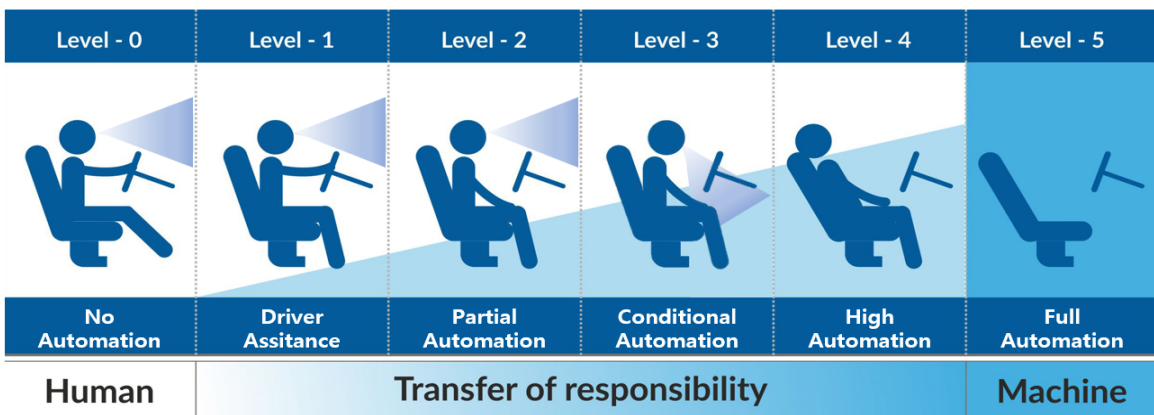 Level - 0
Level - 1
Level - 2
Level - 3
Level - 4
Level - 5
No
Automation
Driver
Assitance
Partial
Automation
Conditional
Automation
High
Automation
Full
Automation
Human
Transfer of responsibility
Machine